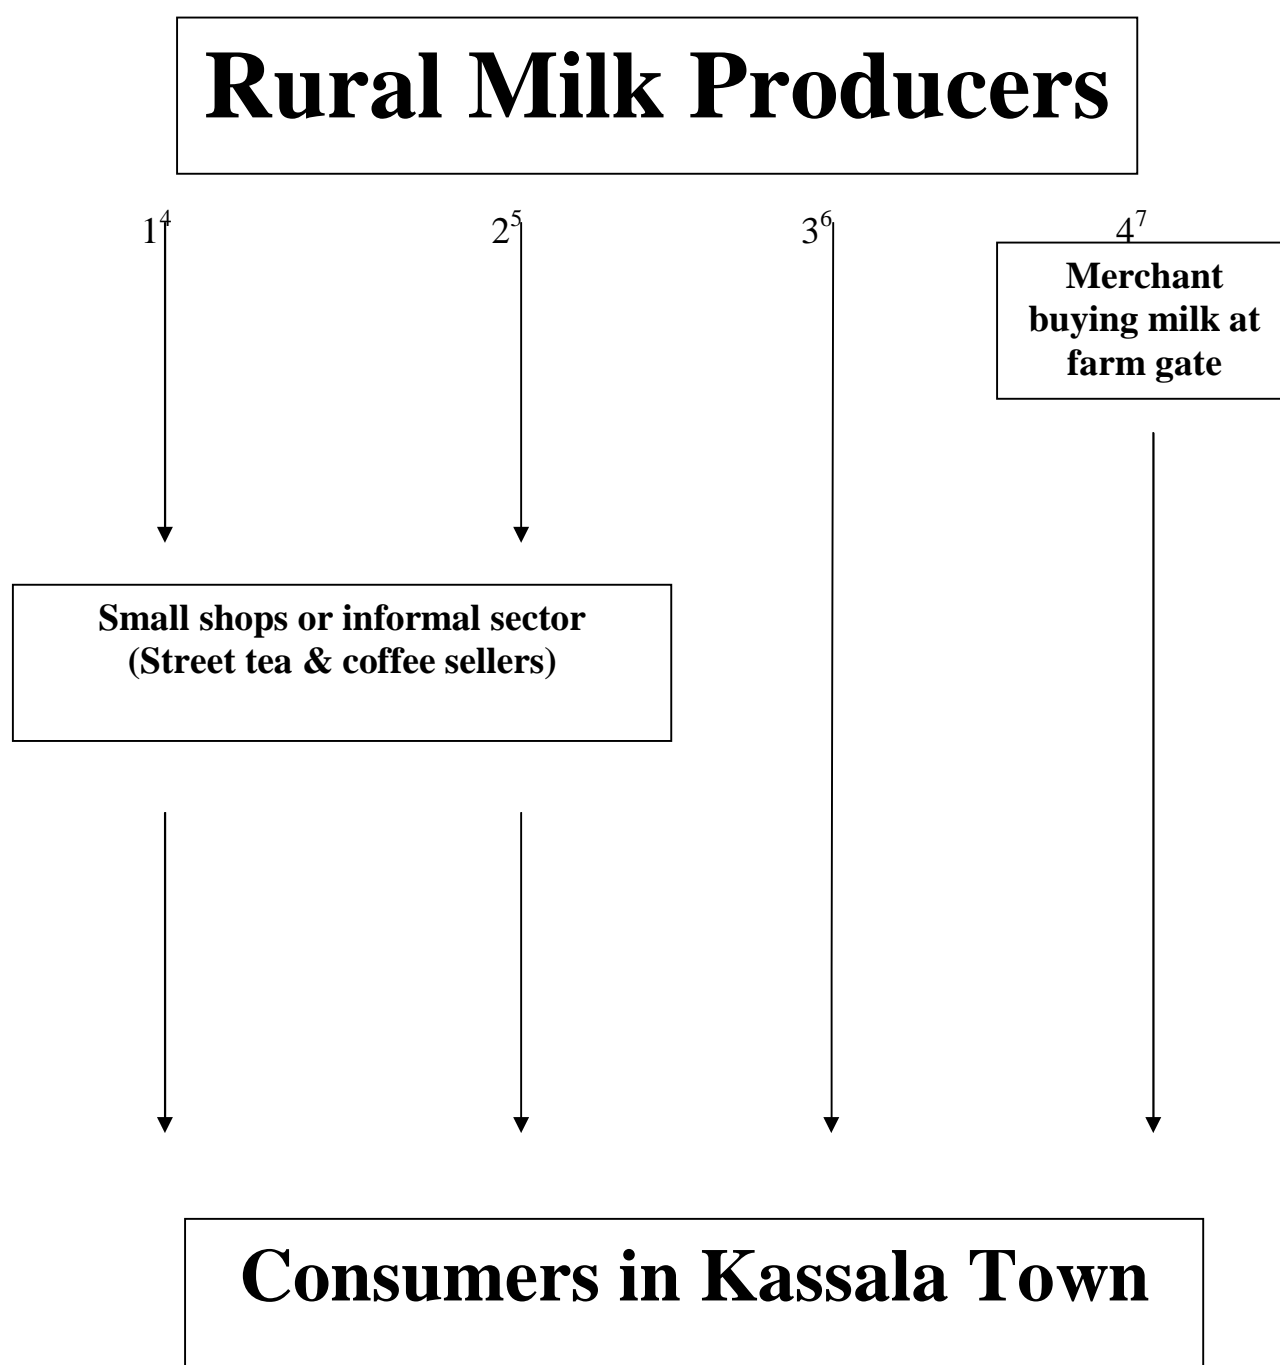 Rural Milk Producers
1⁴ 2⁵ 3⁶ 4⁷
Merchant
buying milk at
farm gate
Small shops or informal sector
(Street tea & coffee sellers)
Consumers in Kassala Town